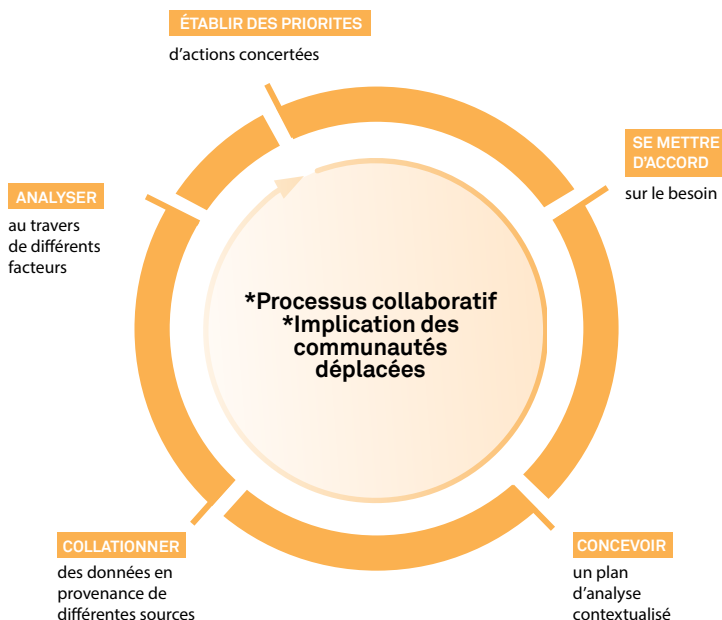 ÉTABLIR DES PRIORITES
d'actions concertées
SE METTRE
D'ACCORD
sur le besoin
CONCEVOIR
un plan
d'analyse
contextualisé
COLLATIONNER
des données en
provenance de
différentes sources
ANALYSER
au travers
de différents
facteurs
*Processus collaboratif
*Implication des
communautés
déplacées